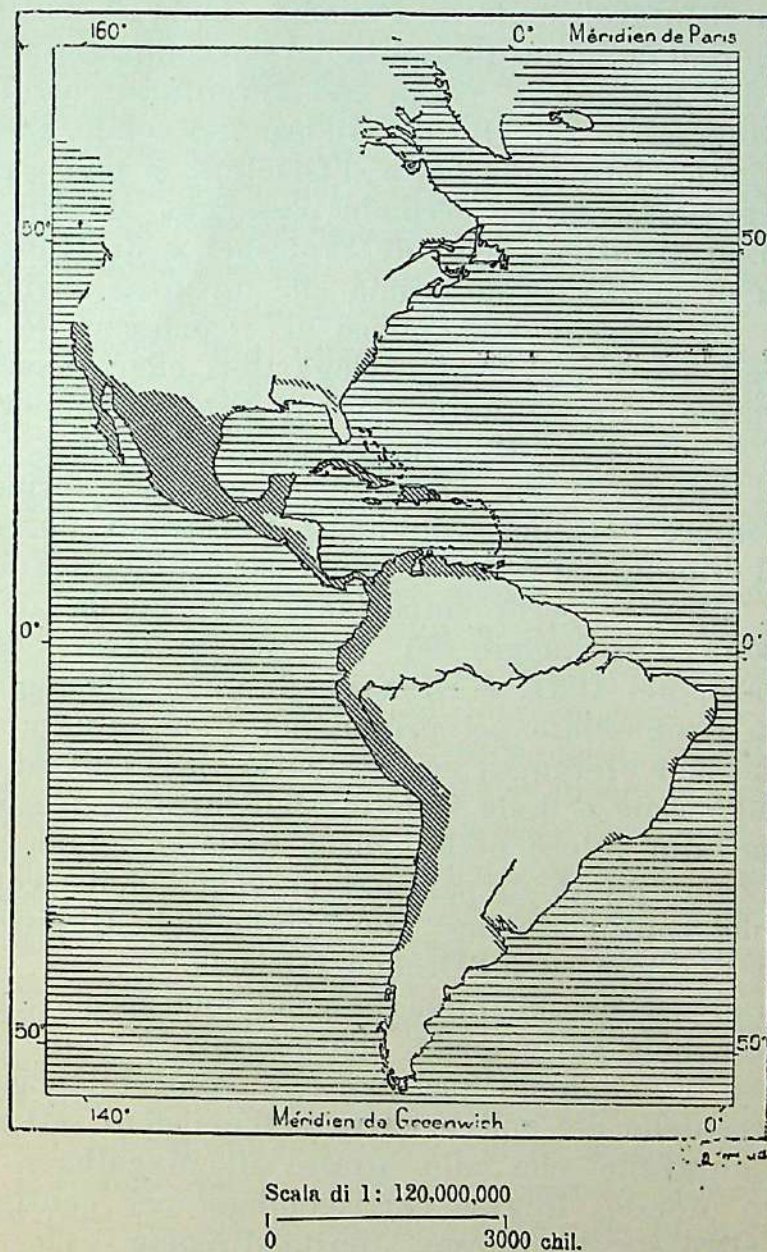 160° 0° Méridien de Paris
50° 50
0° 0°
50° 50°
140° Méridien de Greenwich 0°
Scala di 1: 120,000,000
0 3000 chil.